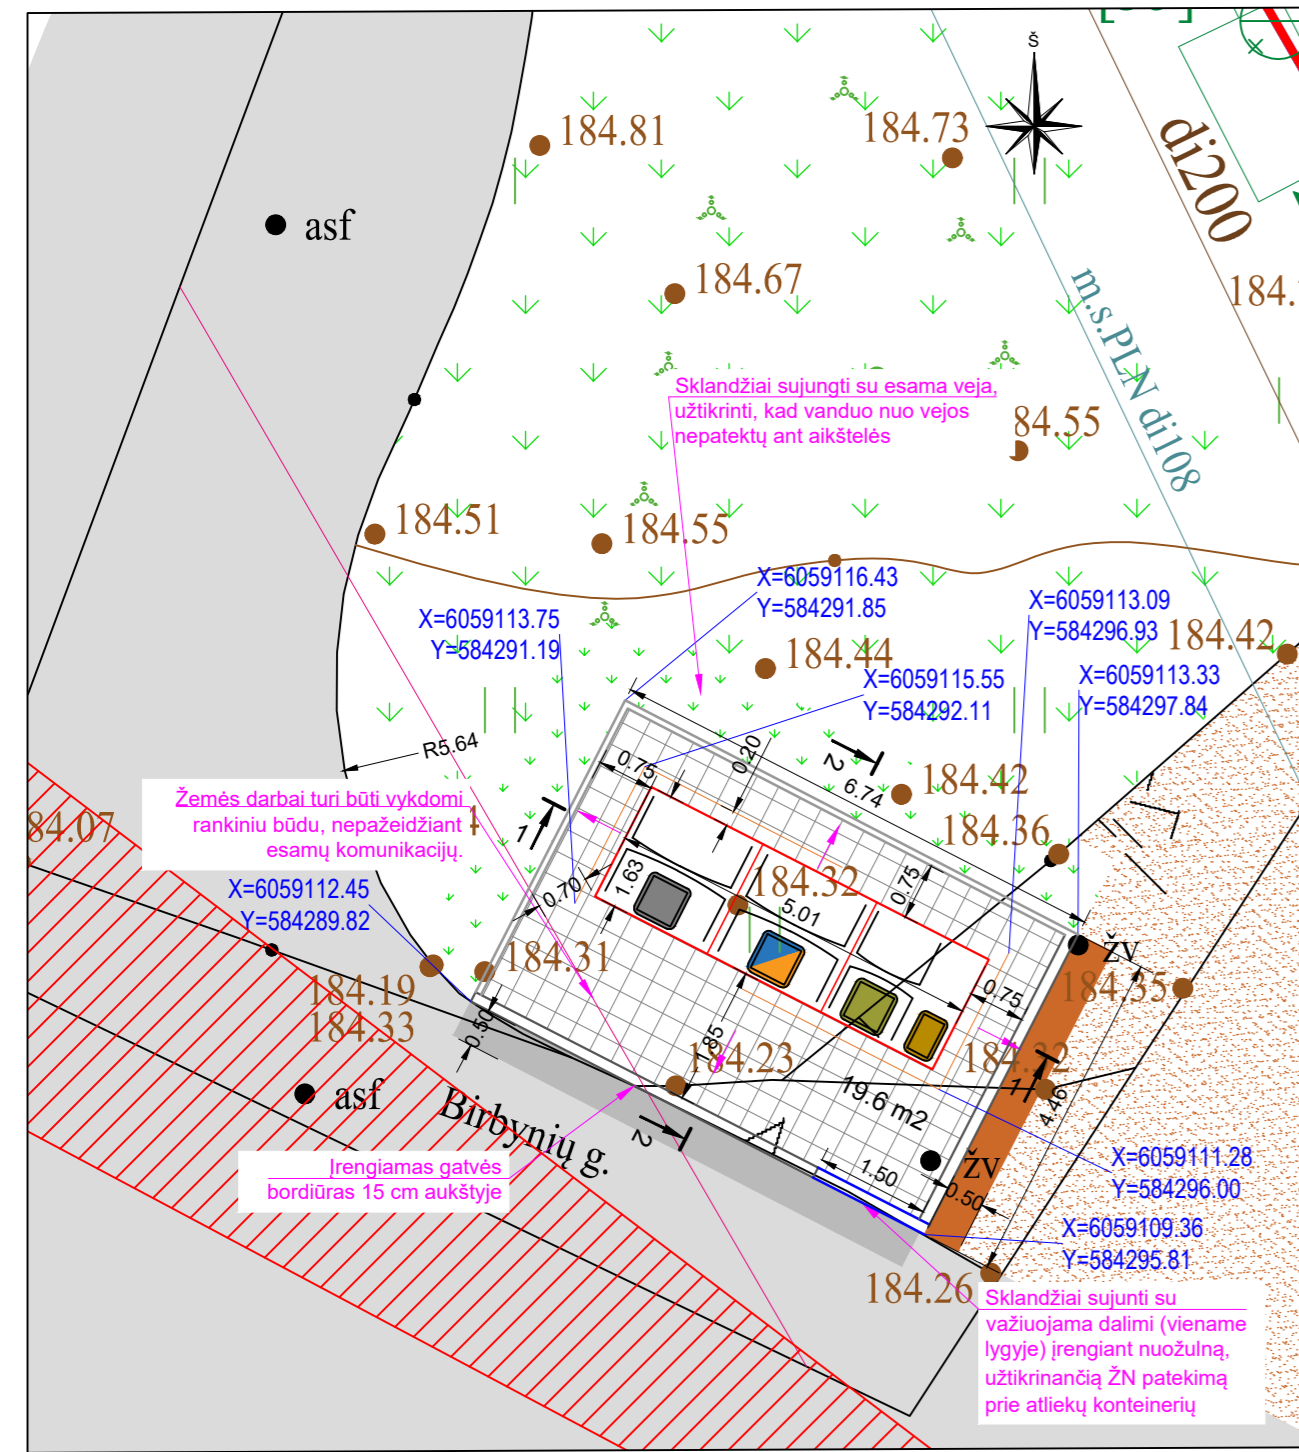 Š
184.81
184.73
di200
asf
184.67
184.
m.s.PLN di108
Sklandžiai sujungti su esama veja,
užtikrinti, kad vanduo nuo vejos
nepatektų ant aikštelės
84.55
184.51
184.55
X=6059116.43
Y=584291.85
X=6059113.75
Y=584291.19
X=6059113.09
Y=584296.93
184.42
184.44
X=6059115.55
Y=584292.11
X=6059113.33
Y=584297.84
R5.64
0.75
0.20
2
6.74
184.42
Žemės darbai turi būti vykdomi
rankiniu būdu, nepažeidžiant
esamų komunikacijų.
84.07
1
184.36
X=6059112.45
Y=584289.82
0.70
1.63
184.32
5.01
0.75
184.31
ŽV
184.19
184.33
0.75
184.35
0.50
1.85
184.23
184.32
1
4.46
asf
Birbynių g.
2
19.6 m2
Įrengiamas gatvės
bordiūras 15 cm aukštyje
1.50
ŽV
0.50
X=6059111.28
Y=584296.00
X=6059109.36
Y=584295.81
184.26
Sklandžiai sujunti su
važiuojama dalimi (viename
lygyje) įrengiant nuožulną,
užtikrinančią ŽN patekimą
prie atliekų konteinerių